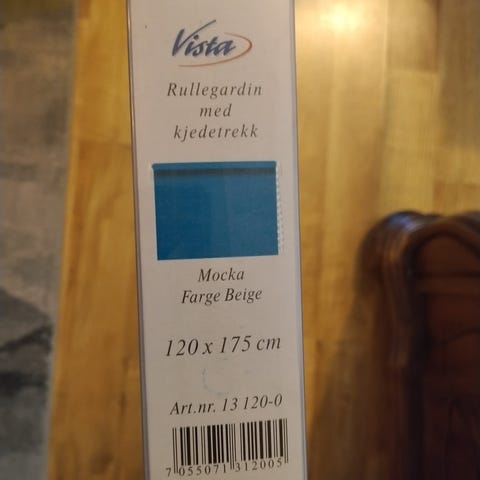 Vista
Rullegardin
med
kjedetrekk
Mocka
Farge Beige
120 x 175 cm
Art.nr. 13 120-0
7 055071 312005